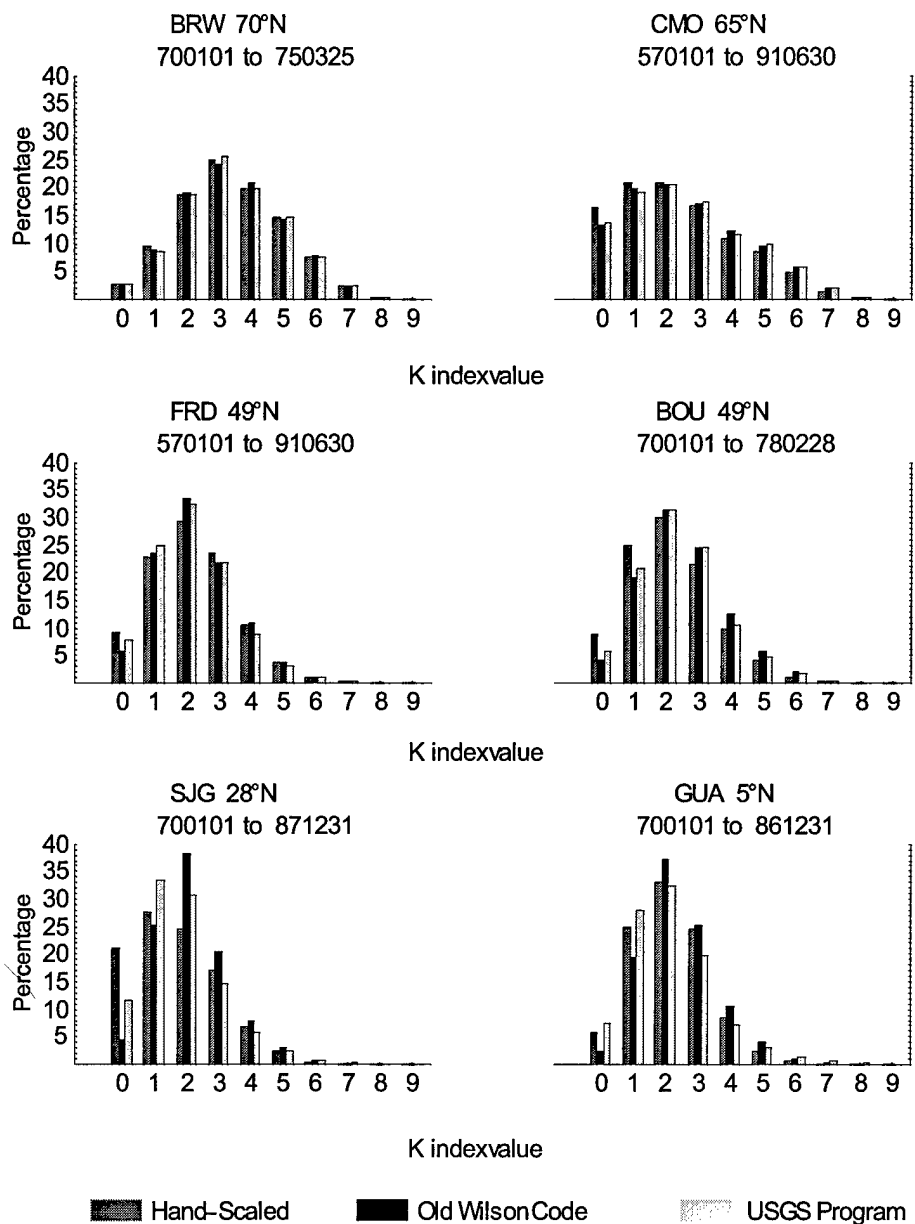 BRW 70°N
700101 to 750325
CMO 65°N
570101 to 910630
Percentage
40
35
30
25
20
15
10
5
0 1 2 3 4 5 6 7 8 9
0 1 2 3 4 5 6 7 8 9
K indexvalue
FRD 49°N
570101 to 910630
BOU 49°N
700101 to 780228
Percentage
40
35
30
25
20
15
10
5
0 1 2 3 4 5 6 7 8 9
0 1 2 3 4 5 6 7 8 9
K indexvalue
SJG 28°N
700101 to 871231
GUA 5°N
700101 to 861231
Percentage
40
35
30
25
20
15
10
5
0 1 2 3 4 5 6 7 8 9
0 1 2 3 4 5 6 7 8 9
K indexvalue
Hand-Scaled Old Wilson Code USGS Program